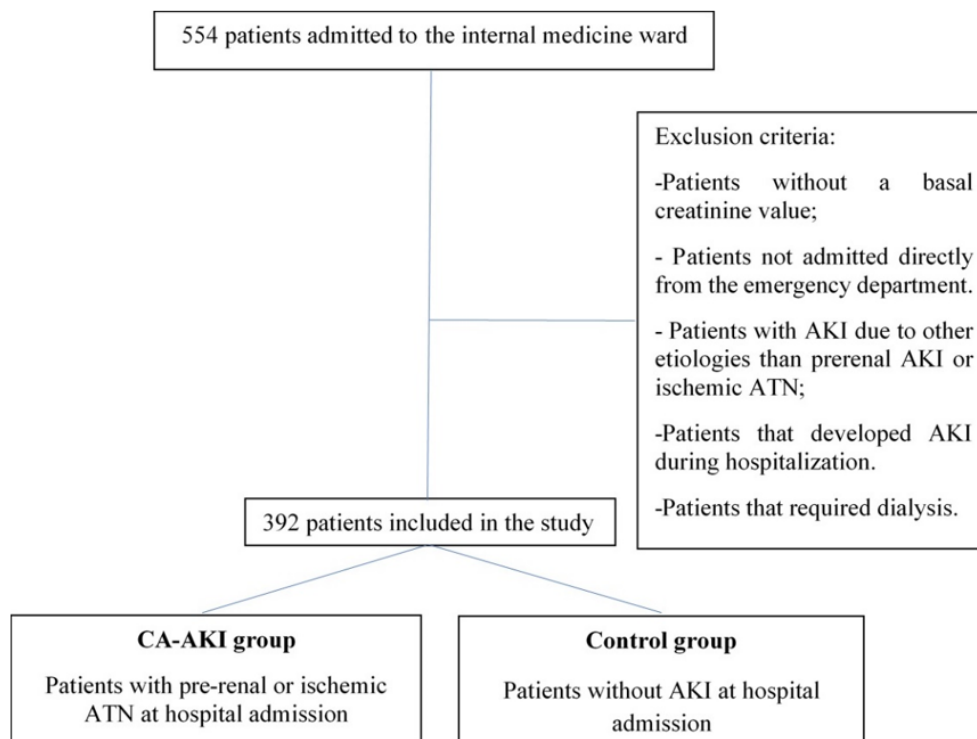 554 patients admitted to the internal medicine ward
Exclusion criteria:
-Patients without a basal
creatinine value;
- Patients not admitted directly
from the emergency department.
- Patients with AKI due to other
etiologies than prerenal AKI or
ischemic ATN;
-Patients that developed AKI
during hospitalization.
-Patients that required dialysis.
392 patients included in the study
CA-AKI group
Patients with pre-renal or ischemic
ATN at hospital admission
Control group
Patients without AKI at hospital
admission